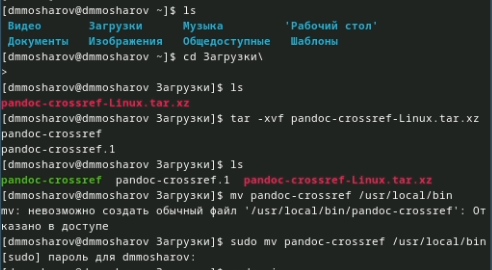 [dmmosharov@dmmosharov ~]$ ls
Видео Загрузки Музыка 'Рабочий стол'
Документы Изображения Общедоступные Шаблоны
[dmmosharov@dmmosharov ~]$ cd Загрузки\
>
[dmmosharov@dmmosharov Загрузки]$ ls
pandoc-crossref-Linux.tar.xz
[dmmosharov@dmmosharov Загрузки]$ tar -xvf pandoc-crossref-Linux.tar.xz
pandoc-crossref
pandoc-crossref.1
[dmmosharov@dmmosharov Загрузки]$ ls
pandoc-crossref pandoc-crossref.1 pandoc-crossref-Linux.tar.xz
[dmmosharov@dmmosharov Загрузки]$ mv pandoc-crossref /usr/local/bin
mv: невозможно создать обычный файл '/usr/local/bin/pandoc-crossref': От
казано в доступе
[dmmosharov@dmmosharov Загрузки]$ sudo mv pandoc-crossref /usr/local/bin
[sudo] пароль для dmmosharov: